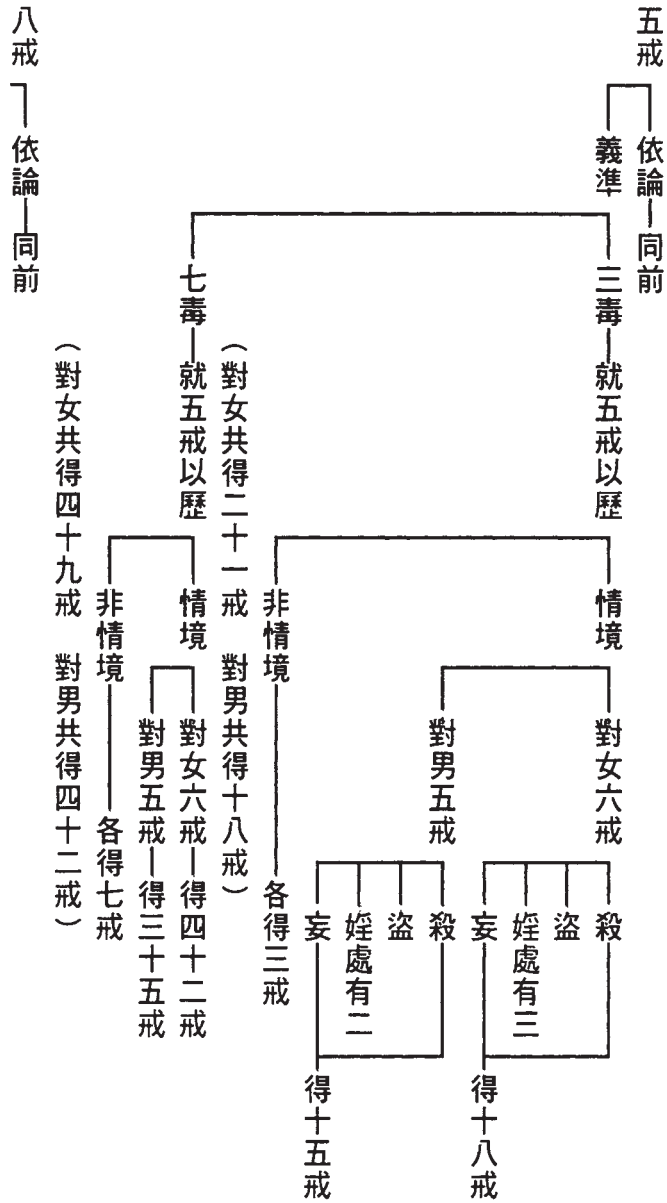 五戒
依論 同前
義準
三毒 就五戒以歷
情境
對女六戒
殺
盜
婬處有三
妄
得十八戒
對男五戒
殺
盜
婬處有二
妄
得十五戒
非情境 各得三戒
（對女共得二十一戒 對男共得十八戒）
七毒 就五戒以歷
情境
對女六戒 得四十二戒
對男五戒 得三十五戒
非情境 各得七戒
（對女共得四十九戒 對男共得四十二戒）
八戒
依論 同前